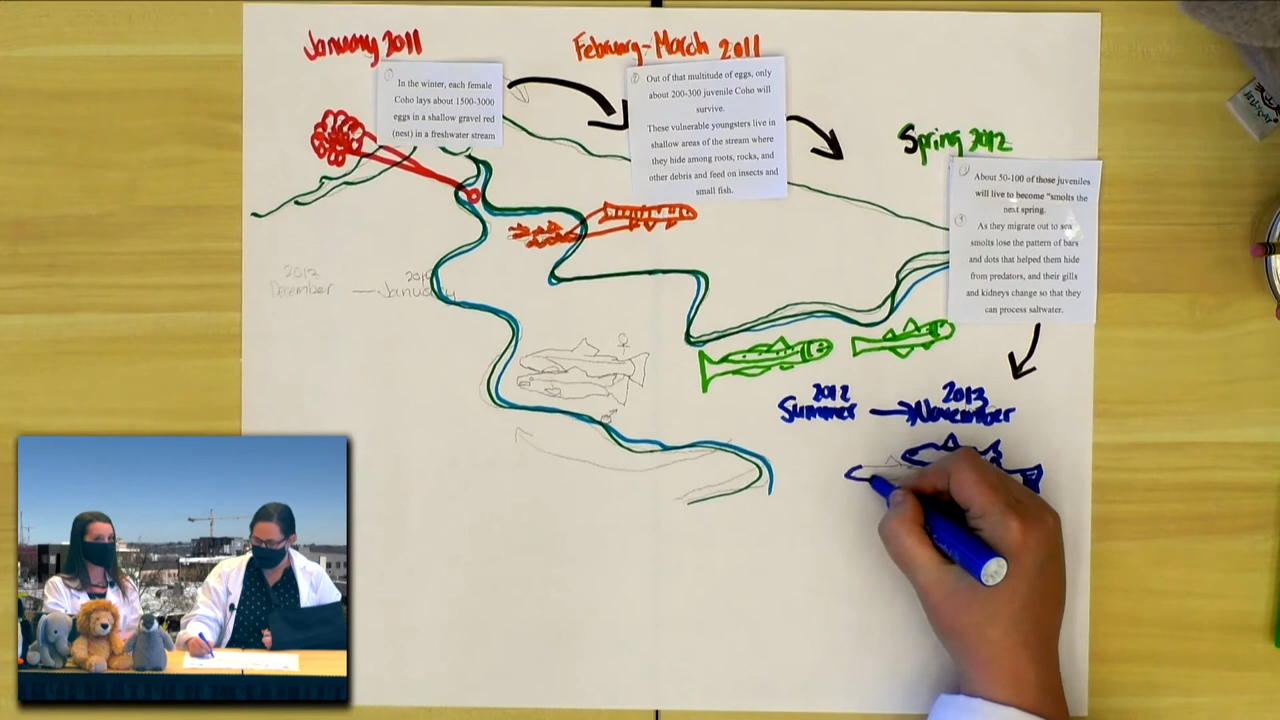 January 2011
① In the winter, each female
Coho lays about 1500-3000
eggs in a shallow gravel red
(nest) in a freshwater stream
February-March 2011
② Out of that multitude of eggs, only
about 200-300 juvenile Coho will
survive.
These vulnerable youngsters live in
shallow areas of the stream where
they hide among roots, rocks, and
other debris and feed on insects and
small fish.
Spring 2012
③ About 50-100 of those juveniles
will live to become "smolts the
next spring.
④ As they migrate out to sea
smolts lose the pattern of bars
and dots that helped them hide
from predators, and their gills
and kidneys change so that they
can process saltwater.
2012 2013
Summer November
December — January
♀